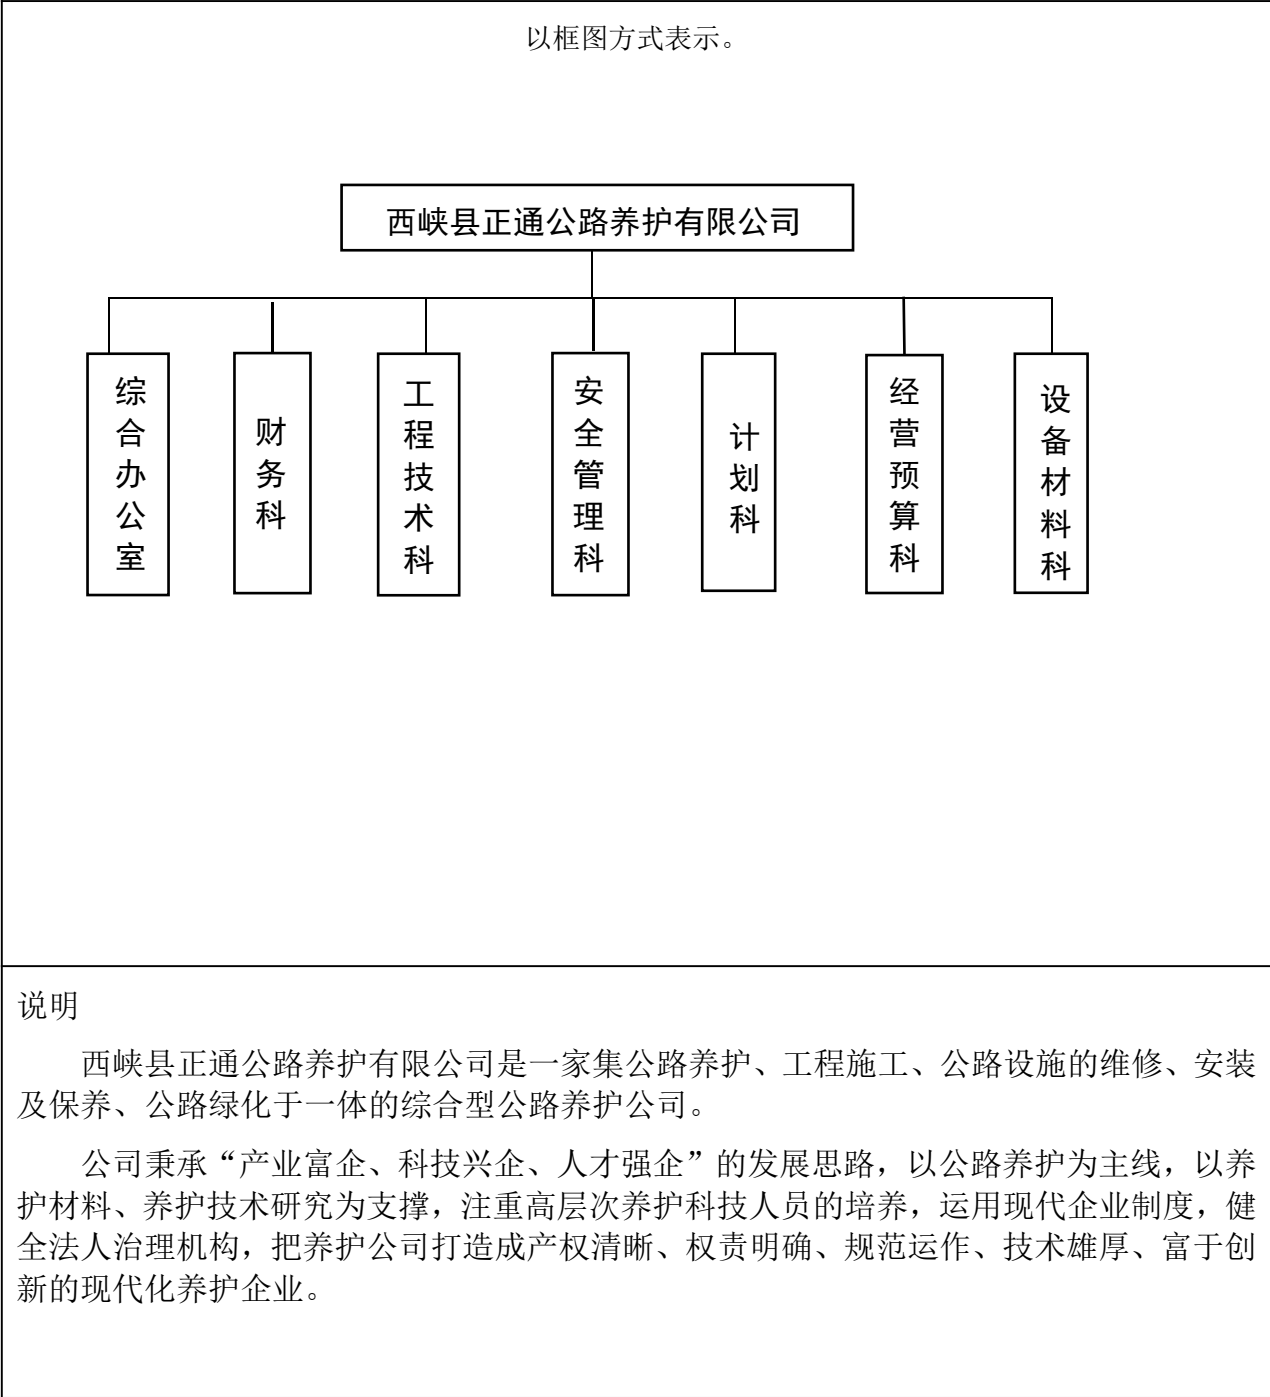 以框图方式表示。
西峡县正通公路养护有限公司
综合办公室
财务科
工程技术科
安全管理科
计划科
经营预算科
设备材料科
说明
西峡县正通公路养护有限公司是一家集公路养护、工程施工、公路设施的维修、安装
及保养、公路绿化于一体的综合型公路养护公司。
公司秉承“产业富企、科技兴企、人才强企”的发展思路，以公路养护为主线，以养
护材料、养护技术研究为支撑，注重高层次养护科技人员的培养，运用现代企业制度，健
全法人治理机构，把养护公司打造成产权清晰、权责明确、规范运作、技术雄厚、富于创
新的现代化养护企业。